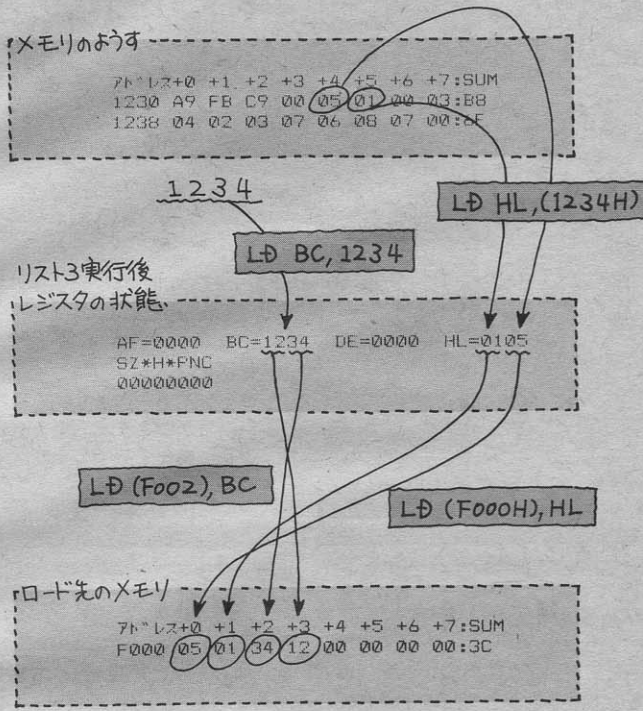 メモリのようす
アドレス+0 +1 +2 +3 +4 +5 +6 +7:SUM
1230 A9 FB C9 00 05 01 00 03:B8
1238 04 02 03 07 06 08 07 00:6F
1234
LD HL,(1234H)
LD BC, 1234
リスト3実行後
レジスタの状態
AF=0000 BC=1234 DE=0000 HL=0105
SZ*H*PNC
00000000
LD (F002), BC
LD (F000H), HL
ロード先のメモリ
アドレス+0 +1 +2 +3 +4 +5 +6 +7:SUM
F000 05 01 34 12 00 00 00 00:3C